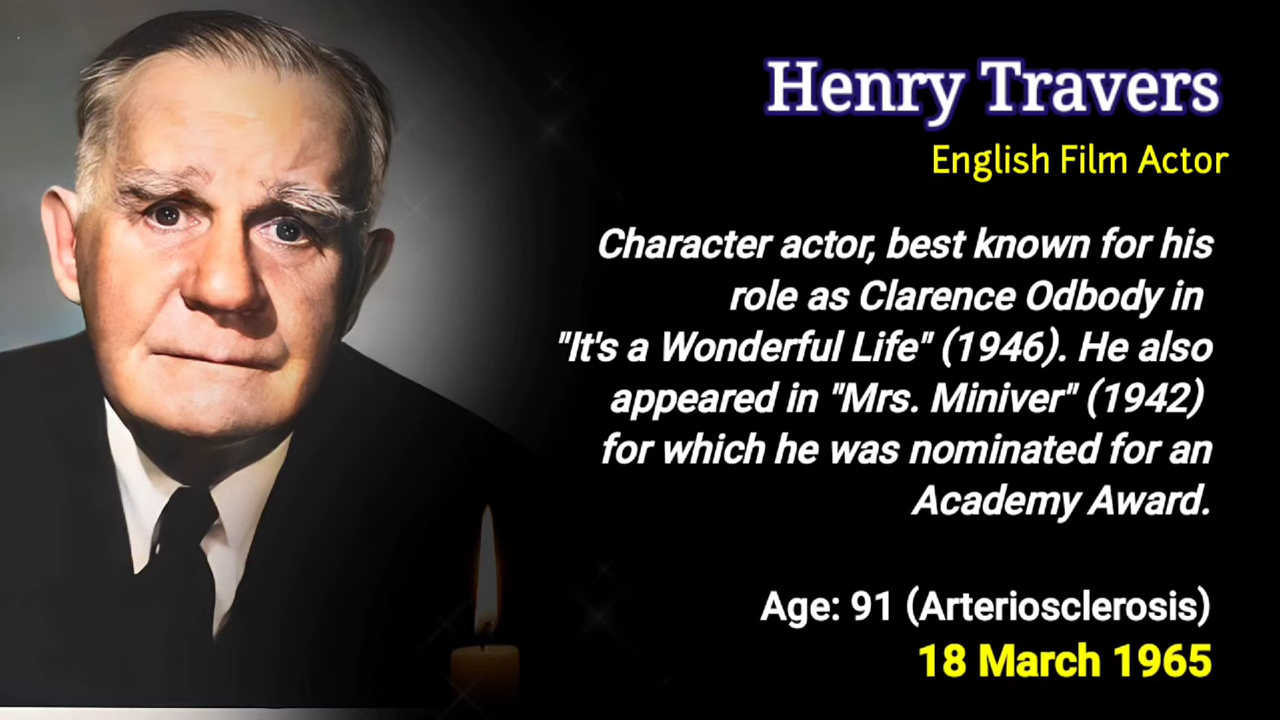 Henry Travers
English Film Actor
Character actor, best known for his
role as Clarence Odbody in
"It's a Wonderful Life" (1946). He also
appeared in "Mrs. Miniver" (1942)
for which he was nominated for an
Academy Award.
Age: 91 (Arteriosclerosis)
18 March 1965